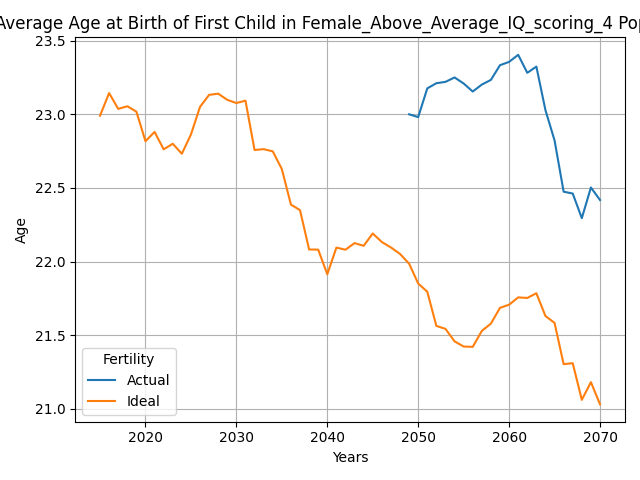 Average Age at Birth of First Child in Female_Above_Average_IQ_scoring_4 Pop
23.5
23.0
22.5
22.0
21.5
21.0
Age
Fertility
Actual
Ideal
2020 2030 2040 2050 2060 2070
Years